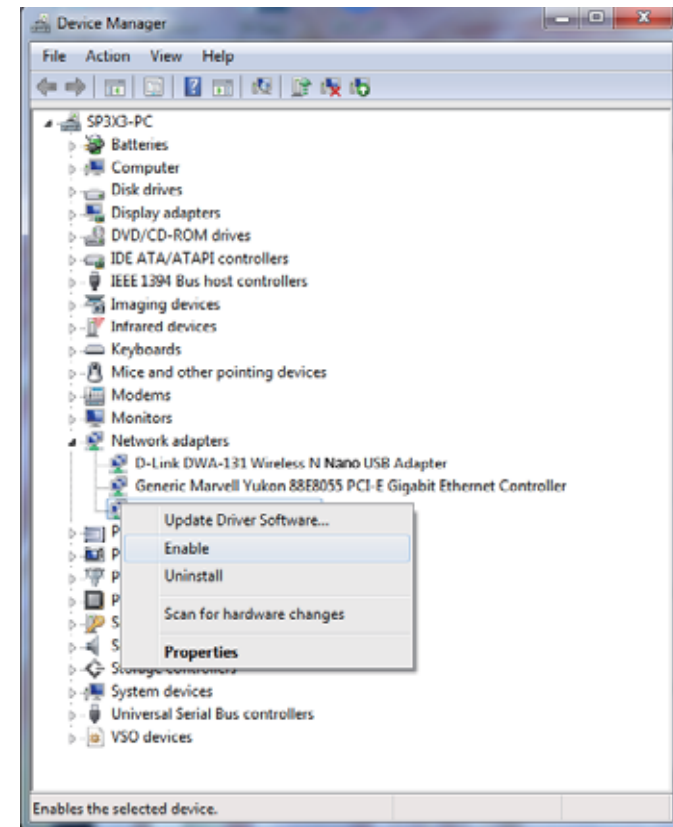 Device Manager
File Action View Help
SP3X3-PC
Batteries
Computer
Disk drives
Display adapters
DVD/CD-ROM drives
IDE ATA/ATAPI controllers
IEEE 1394 Bus host controllers
Imaging devices
Infrared devices
Keyboards
Mice and other pointing devices
Modems
Monitors
Network adapters
D-Link DWA-131 Wireless N Nano USB Adapter
Generic Marvell Yukon 88E8055 PCI-E Gigabit Ethernet Controller
Update Driver Software...
P
Enable
P
Uninstall
P
P
Scan for hardware changes
S
S
Properties
Storage controllers
System devices
Universal Serial Bus controllers
VSO devices
Enables the selected device.